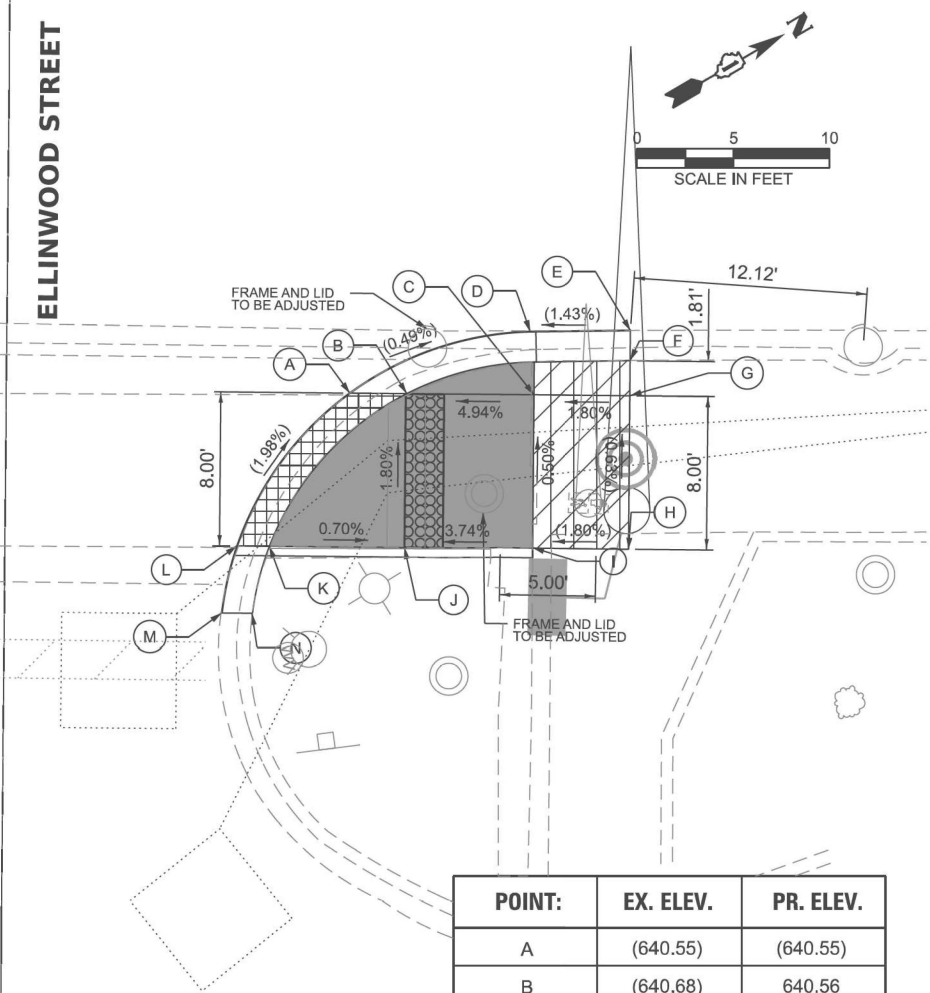 ELLINWOOD STREET
N
0 5 10
SCALE IN FEET
12.12'
1.81'
FRAME AND LID
TO BE ADJUSTED
A
B
C
D
E
F
G
(0.49%)
(1.43%)
(1.98%)
4.94%
1.80%
8.00'
1.80%
0.50%
(0.63%)
8.00'
0.70%
3.74%
(1.80%)
H
I
J
K
L
M
N
5.00'
FRAME AND LID
TO BE ADJUSTED
POINT: EX. ELEV. PR. ELEV.
A (640.55) (640.55)
B (640.68) 640.56